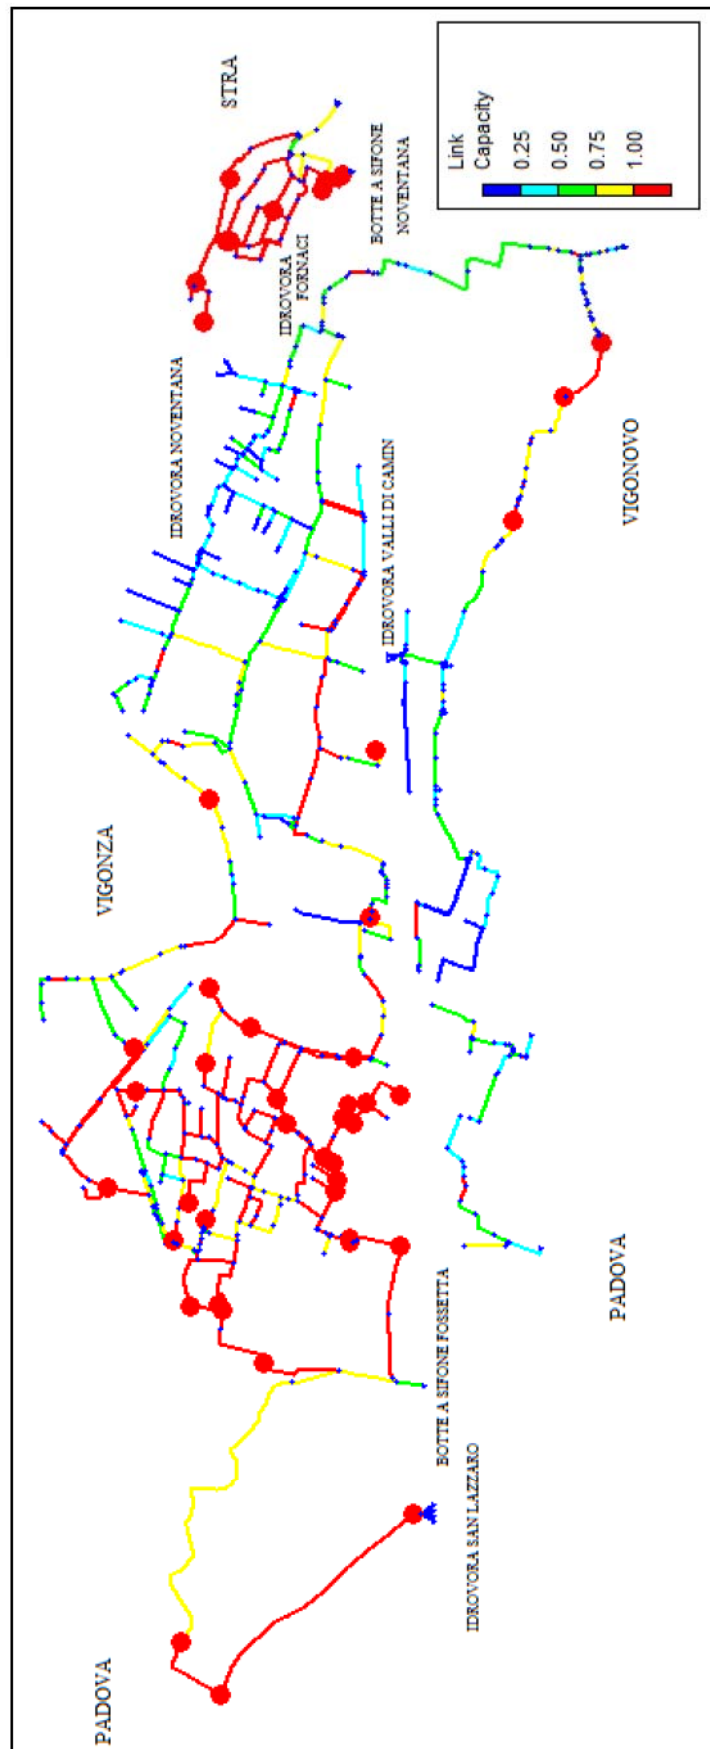 STRA
BOTTE A SIFONE
NOVENTANA
IDROVORA
FORNACI
IDROVORA NOVENTANA
IDROVORA VALLI DI CAMIN
VIGONOVO
VIGONZA
PADOVA
BOTTE A SIFONE FOSSETTA
IDROVORA SAN LAZZARO
PADOVA
Link
Capacity
0.25
0.50
0.75
1.00